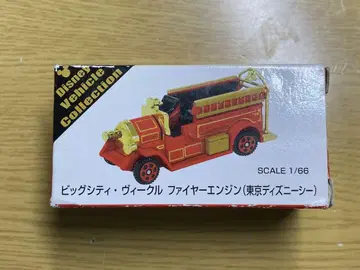 Disney
Vehicle
Collection
SCALE 1/66
ビッグシティ・ヴィークル ファイヤーエンジン(東京ディズニーシー)